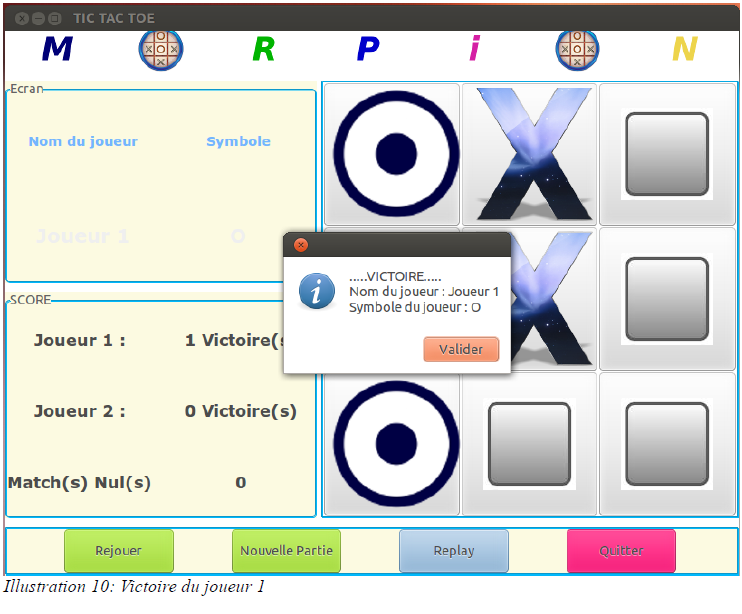 TIC TAC TOE
M R P i N
Ecran
Nom du joueur Symbole
Joueur 1 O
SCORE
Joueur 1 : 1 Victoire(s
Joueur 2 : 0 Victoire(s)
Match(s) Nul(s) 0
.....VICTOIRE.....
Nom du joueur : Joueur 1
Symbole du joueur : O
Valider
Rejouer Nouvelle Partie Replay Quitter
Illustration 10: Victoire du joueur 1